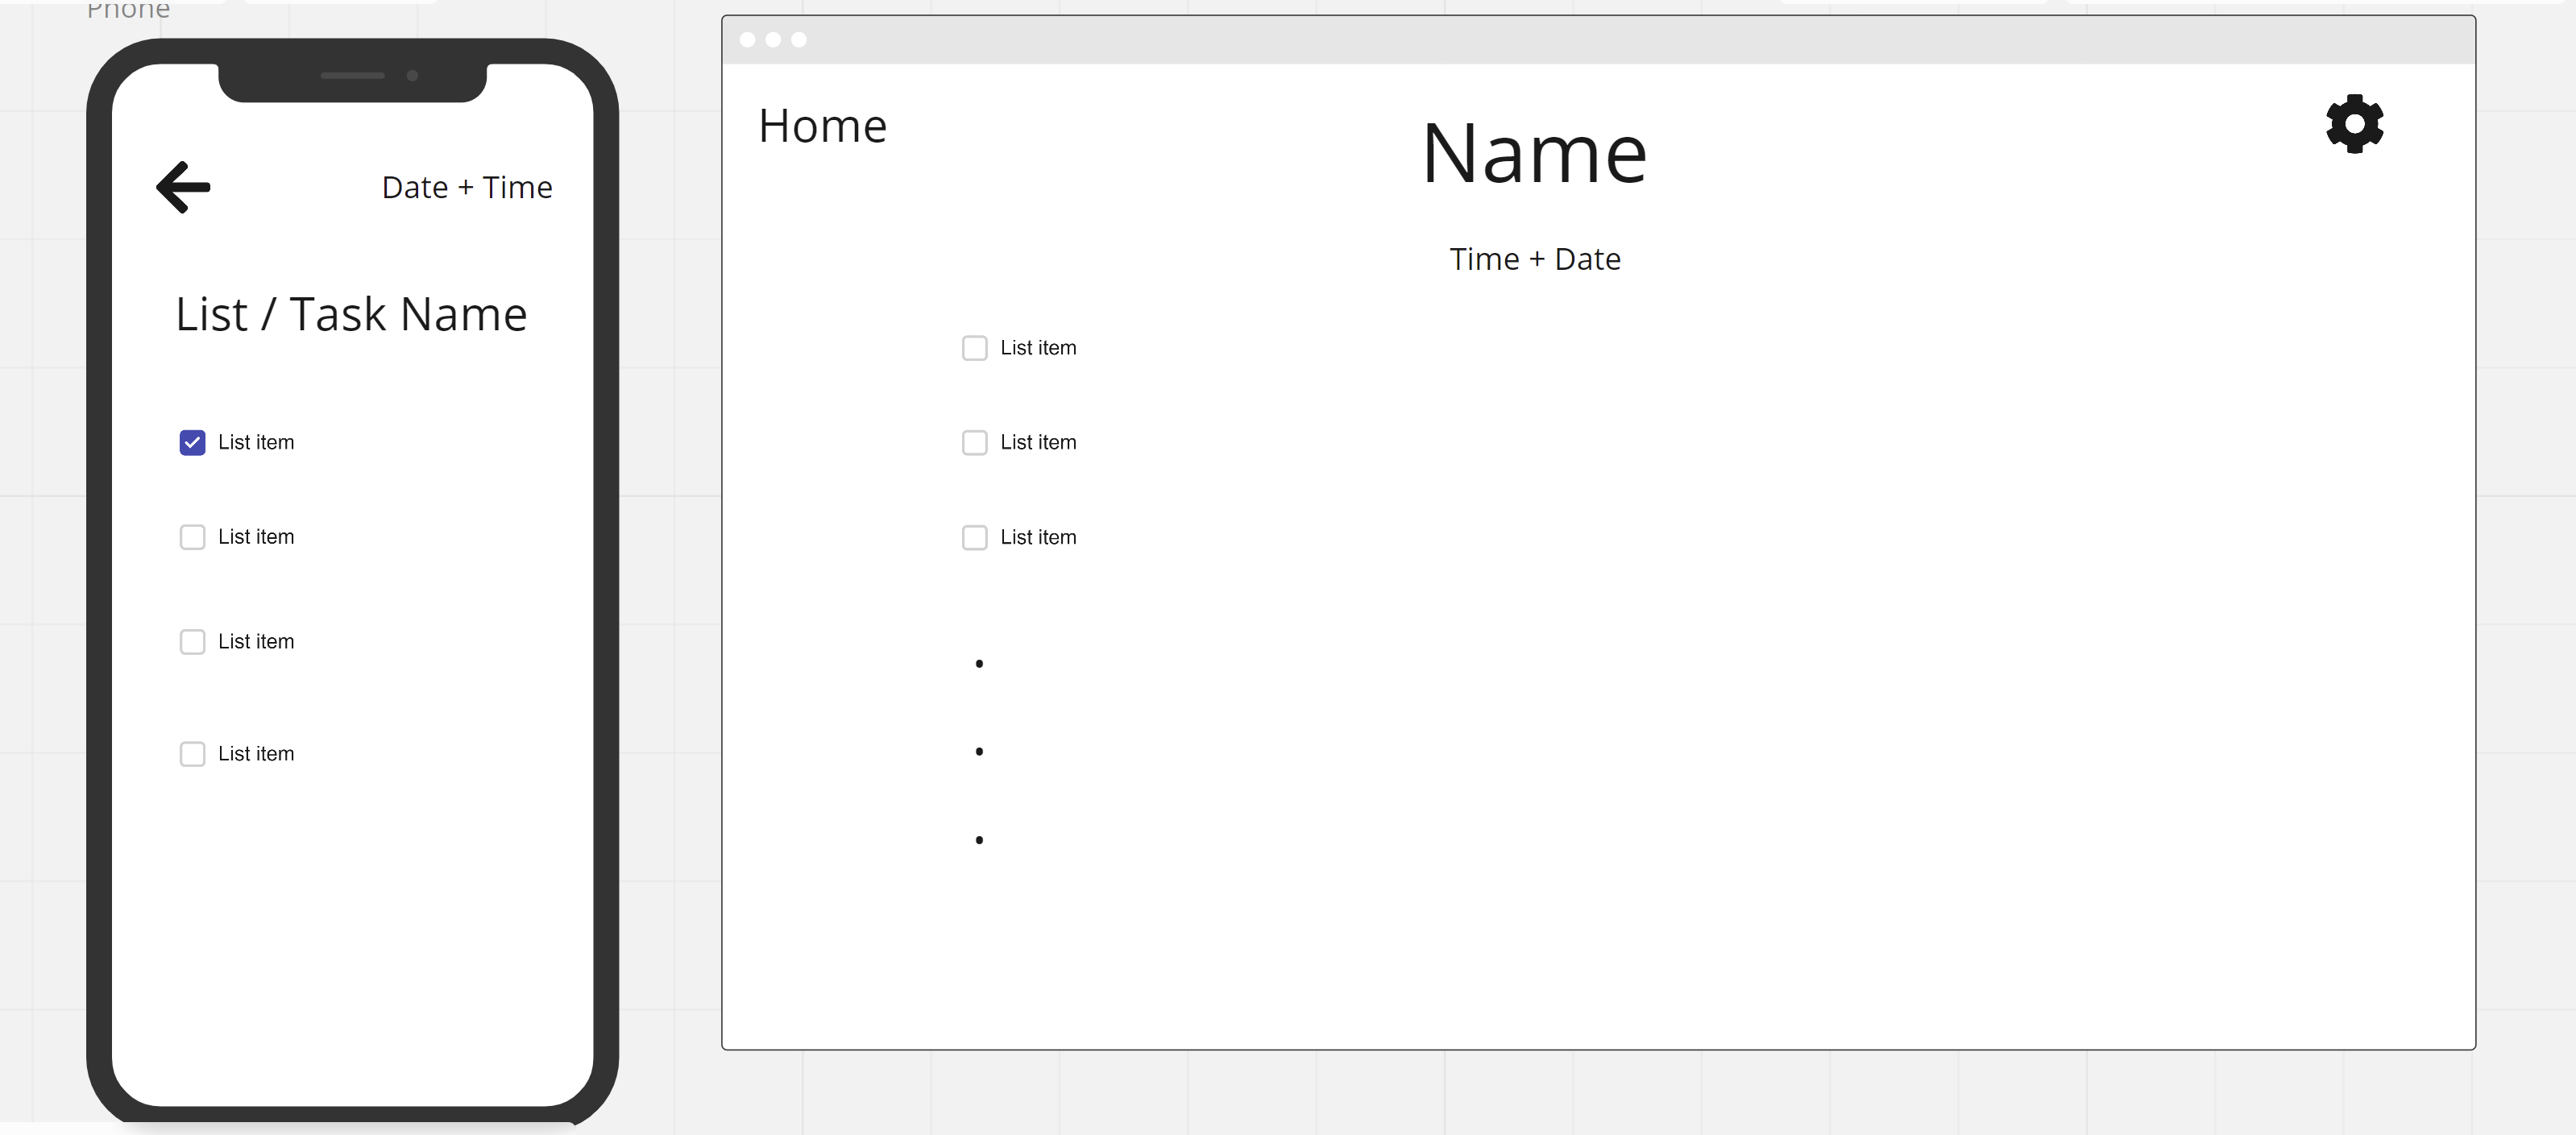 Phone
Date + Time
List / Task Name
List item
List item
List item
List item
Home
Name
Time + Date
List item
List item
List item
•
•
•